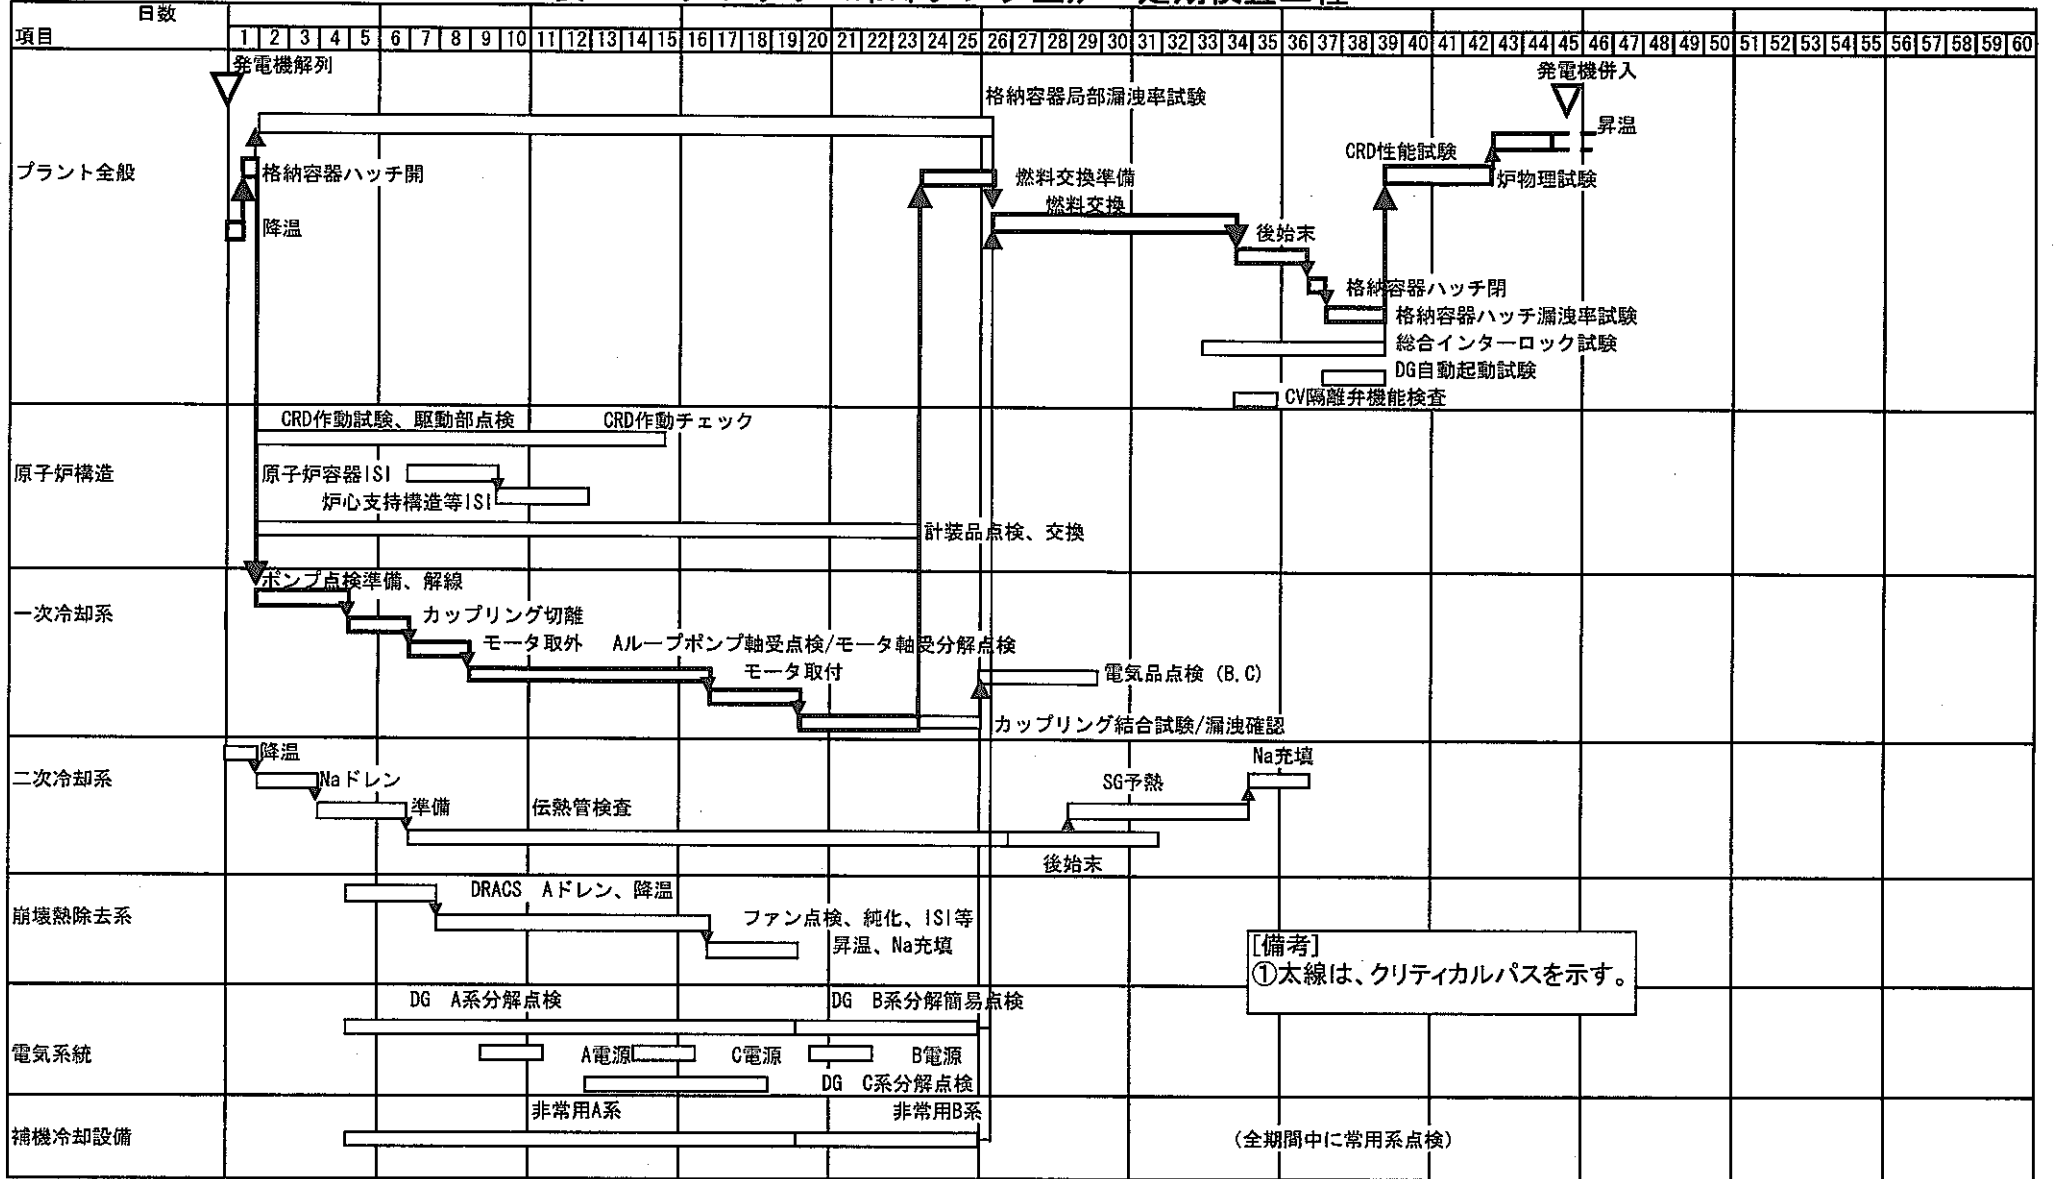 日数
項目
1 2 3 4 5 6 7 8 9 10 11 12 13 14 15 16 17 18 19 20 21 22 23 24 25 26 27 28 29 30 31 32 33 34 35 36 37 38 39 40 41 42 43 44 45 46 47 48 49 50 51 52 53 54 55 56 57 58 59 60
発電機解列
発電機併入
格納容器局部漏洩率試験
昇温
プラント全般
格納容器ハッチ開
CRD性能試験
燃料交換準備
炉物理試験
燃料交換
降温
後始末
格納容器ハッチ閉
格納容器ハッチ漏洩率試験
総合インターロック試験
DG自動起動試験
CV隔離弁機能検査
CRD作動試験、駆動部点検
CRD作動チェック
原子炉構造
原子炉容器ISI
炉心支持構造等ISI
計装品点検、交換
ポンプ点検準備、解線
一次冷却系
カップリング切離
モータ取外
Aループポンプ軸受点検/モータ軸受分解点検
モータ取付
電気品点検 (B,C)
カップリング結合試験/漏洩確認
降温
Na充填
二次冷却系
Naドレン
SG予熱
準備
伝熱管検査
後始末
DRACS Aドレン、降温
崩壊熱除去系
ファン点検、純化、ISI等
昇温、Na充填
[備考]
①太線は、クリティカルパスを示す。
DG A系分解点検
DG B系分解簡易点検
電気系統
A電源
C電源
B電源
DG C系分解点検
非常用A系
非常用B系
補機冷却設備
(全期間中に常用系点検)